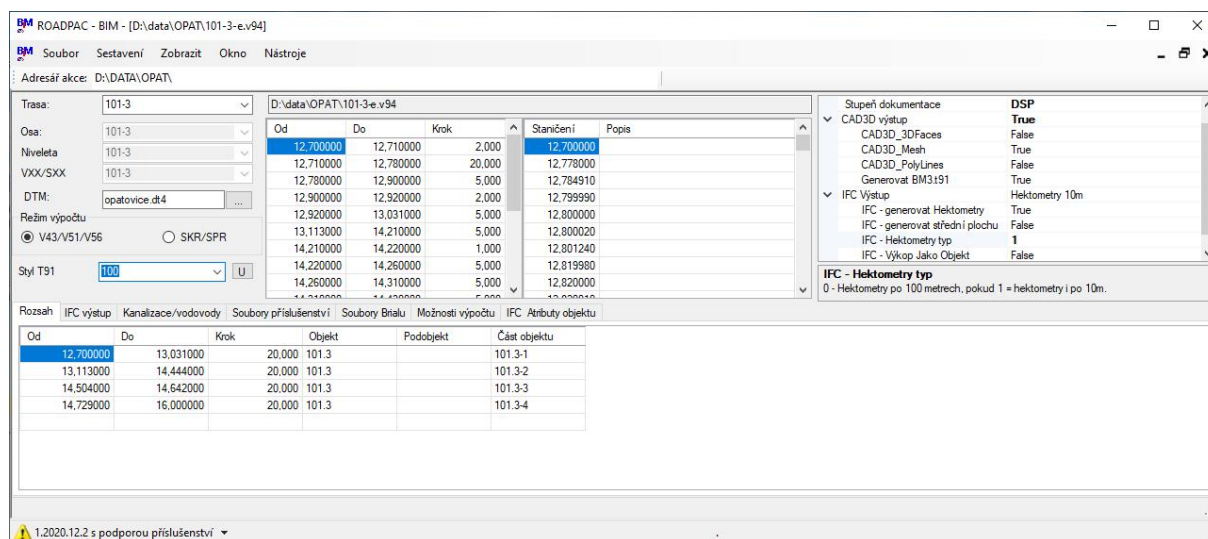 BM ROADPAC - BIM - [D:\data\OPAT\101-3-e.v94]
BM Soubor Sestavení Zobrazit Okno Nástroje
Adresář akce: D:\DATA\OPAT\
Trasa: 101-3
Osa: 101-3
Niveleta 101-3
VXX/SXX 101-3
DTM: opatovice.dt4 ...
Režim výpočtu
V43/V51/V56 SKR/SPR
Styl T91 100 U
D:\data\OPAT\101-3-e.v94
Od Do Krok
12,700000 12,710000 2,000
12,710000 12,780000 20,000
12,780000 12,900000 5,000
12,900000 12,920000 2,000
12,920000 13,031000 5,000
13,113000 14,210000 5,000
14,210000 14,220000 1,000
14,220000 14,260000 5,000
14,260000 14,310000 5,000
Staničení Popis
12,700000
12,778000
12,784910
12,799990
12,800000
12,800020
12,801240
12,819980
12,820000
Stupeň dokumentace DSP
CAD3D výstup True
CAD3D_3DFaces False
CAD3D_Mesh True
CAD3D_PolyLines False
Generovat BM3.t91 True
IFC Výstup Hektometry 10m
IFC - generovat Hektometry True
IFC - generovat střední plochu False
IFC - Hektometry typ 1
IFC - Výkop Jako Objekt False
IFC - Hektometry typ
0 - Hektometry po 100 metrech, pokud 1 = hektometry i po 10m.
Rozsah IFC výstup Kanalizace/vodovody Soubory příslušenství Soubory Brialu Možnosti výpočtu IFC Atributy objektu
Od Do Krok Objekt Podobjekt Část objektu
12,700000 13,031000 20,000 101.3 101.3-1
13,113000 14,444000 20,000 101.3 101.3-2
14,504000 14,642000 20,000 101.3 101.3-3
14,729000 16,000000 20,000 101.3 101.3-4
1.2020.12.2 s podporou příslušenství